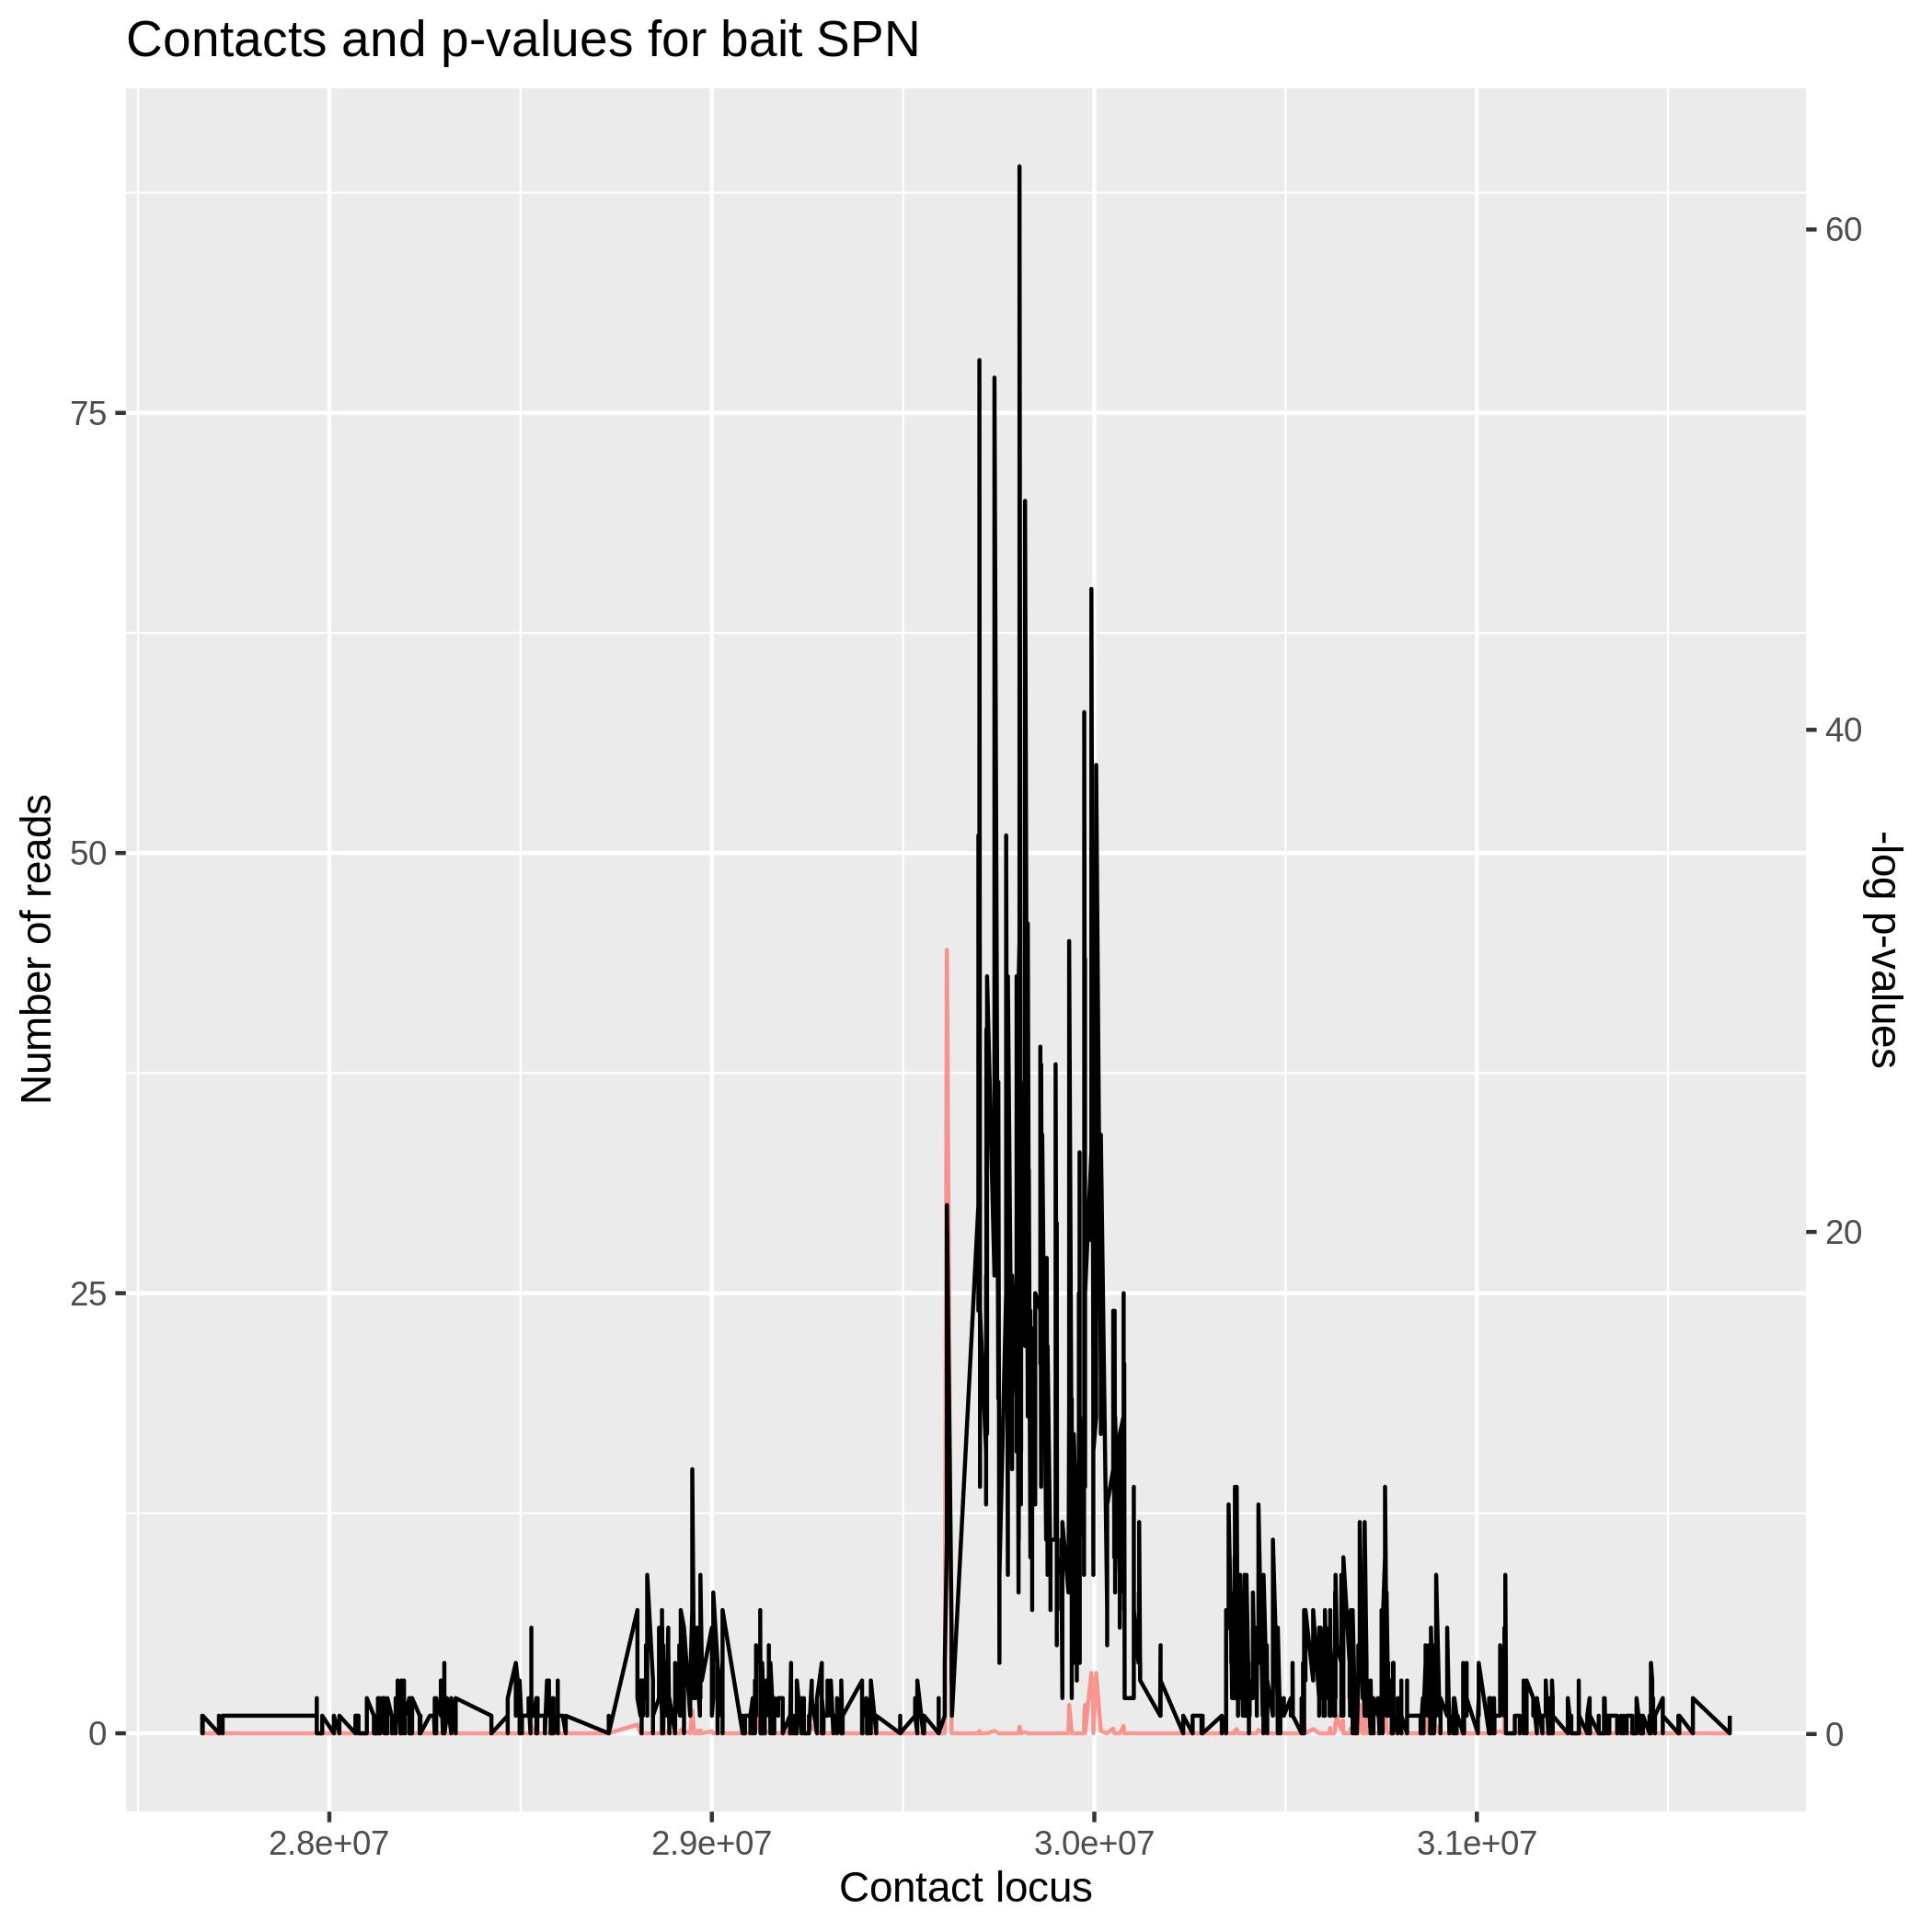 Contacts and p-values for bait SPN
Number of reads
75
50
25
0
60
40
20
0
-log p-values
2.8e+07
2.9e+07
3.0e+07
3.1e+07
Contact locus